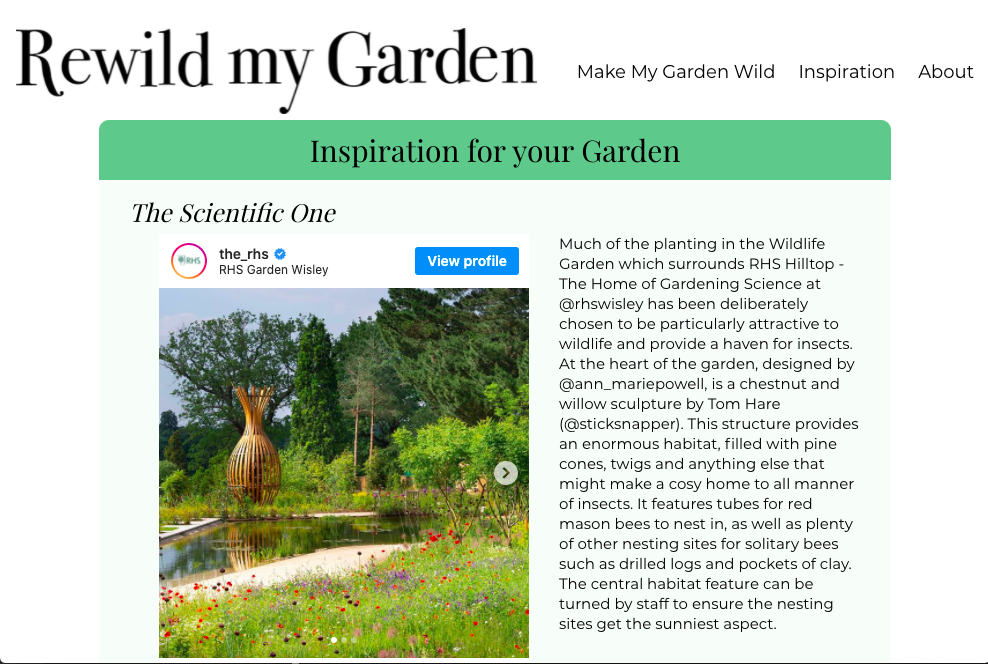 Rewild my Garden
Make My Garden Wild Inspiration About
Inspiration for your Garden
The Scientific One
RHS
the_rhs
RHS Garden Wisley
View profile
Much of the planting in the Wildlife
Garden which surrounds RHS Hilltop -
The Home of Gardening Science at
@rhswisley has been deliberately
chosen to be particularly attractive to
wildlife and provide a haven for insects.
At the heart of the garden, designed by
@ann_mariepowell, is a chestnut and
willow sculpture by Tom Hare
(@sticksnapper). This structure provides
an enormous habitat, filled with pine
cones, twigs and anything else that
might make a cosy home to all manner
of insects. It features tubes for red
mason bees to nest in, as well as plenty
of other nesting sites for solitary bees
such as drilled logs and pockets of clay.
The central habitat feature can be
turned by staff to ensure the nesting
sites get the sunniest aspect.